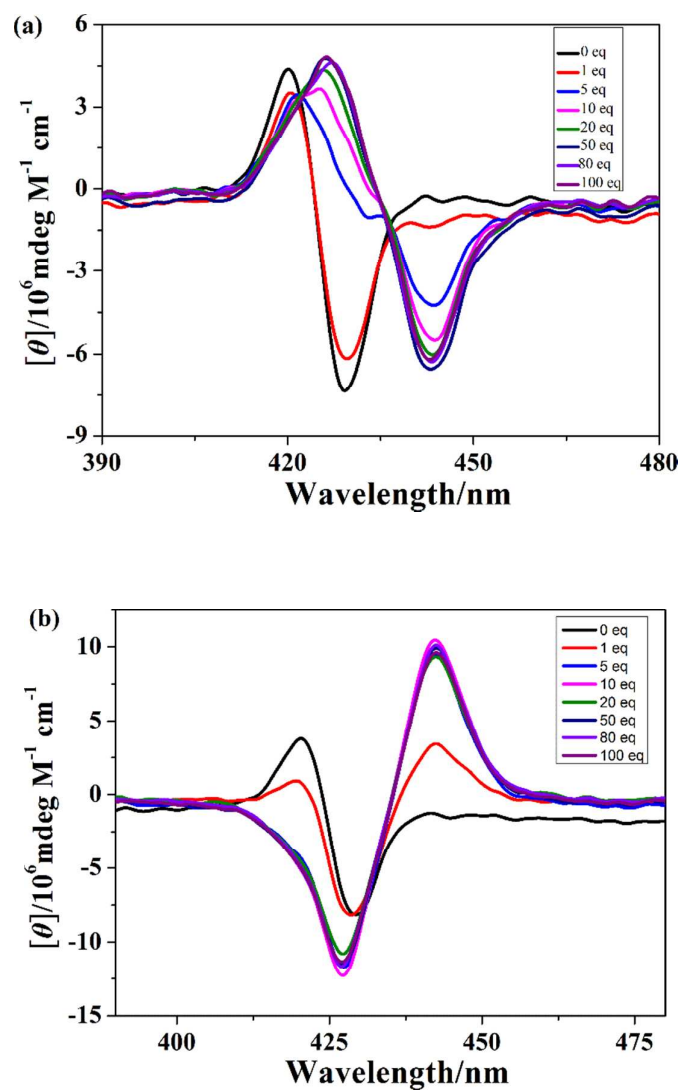 (a)
6
3
0
-3
-6
-9
[θ]/10⁶mdeg M⁻¹ cm⁻¹
0 eq
1 eq
5 eq
10 eq
20 eq
50 eq
80 eq
100 eq
390 420 450 480
Wavelength/nm
(b)
10
5
0
-5
-10
-15
[θ]/10⁶mdeg M⁻¹ cm⁻¹
0 eq
1 eq
5 eq
10 eq
20 eq
50 eq
80 eq
100 eq
400 425 450 475
Wavelength/nm